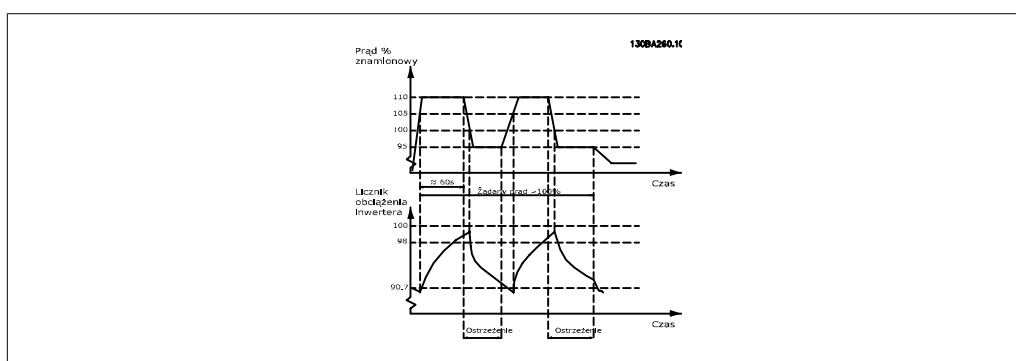 130BA260.10
Prąd %
znamionowy
110
105
100
95
Czas
≈ 60s
Żądany prąd >100%
Licznik
obciążenia
Inwertera
100
98
90.7
Czas
Ostrzeżenie
Ostrzeżenie